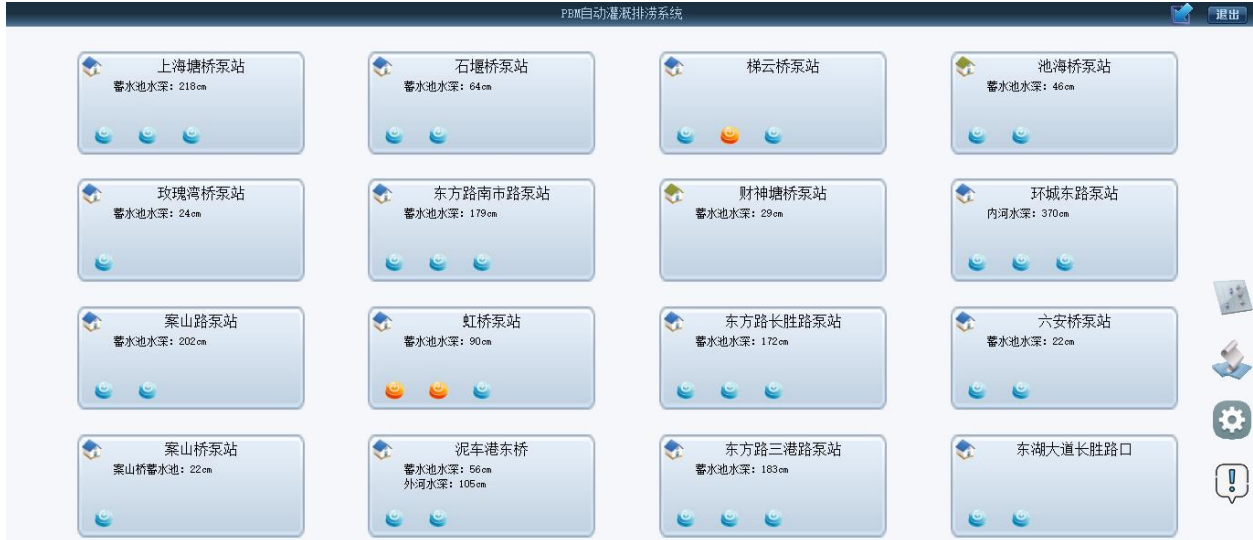 PBM自动灌溉排涝系统
退出
上海塘桥泵站
蓄水池水深: 218cm
石堰桥泵站
蓄水池水深: 64cm
梯云桥泵站
池海桥泵站
蓄水池水深: 46cm
玫瑰湾桥泵站
蓄水池水深: 24cm
东方路南市路泵站
蓄水池水深: 179cm
财神塘桥泵站
蓄水池水深: 29cm
环城东路泵站
内河水深: 370cm
案山路泵站
蓄水池水深: 202cm
虹桥泵站
蓄水池水深: 90cm
东方路长胜路泵站
蓄水池水深: 172cm
六安桥泵站
蓄水池水深: 22cm
案山桥泵站
案山桥蓄水池: 22cm
泥车港东桥
蓄水池水深: 56cm
外河水深: 105cm
东方路三港路泵站
蓄水池水深: 183cm
东湖大道长胜路口